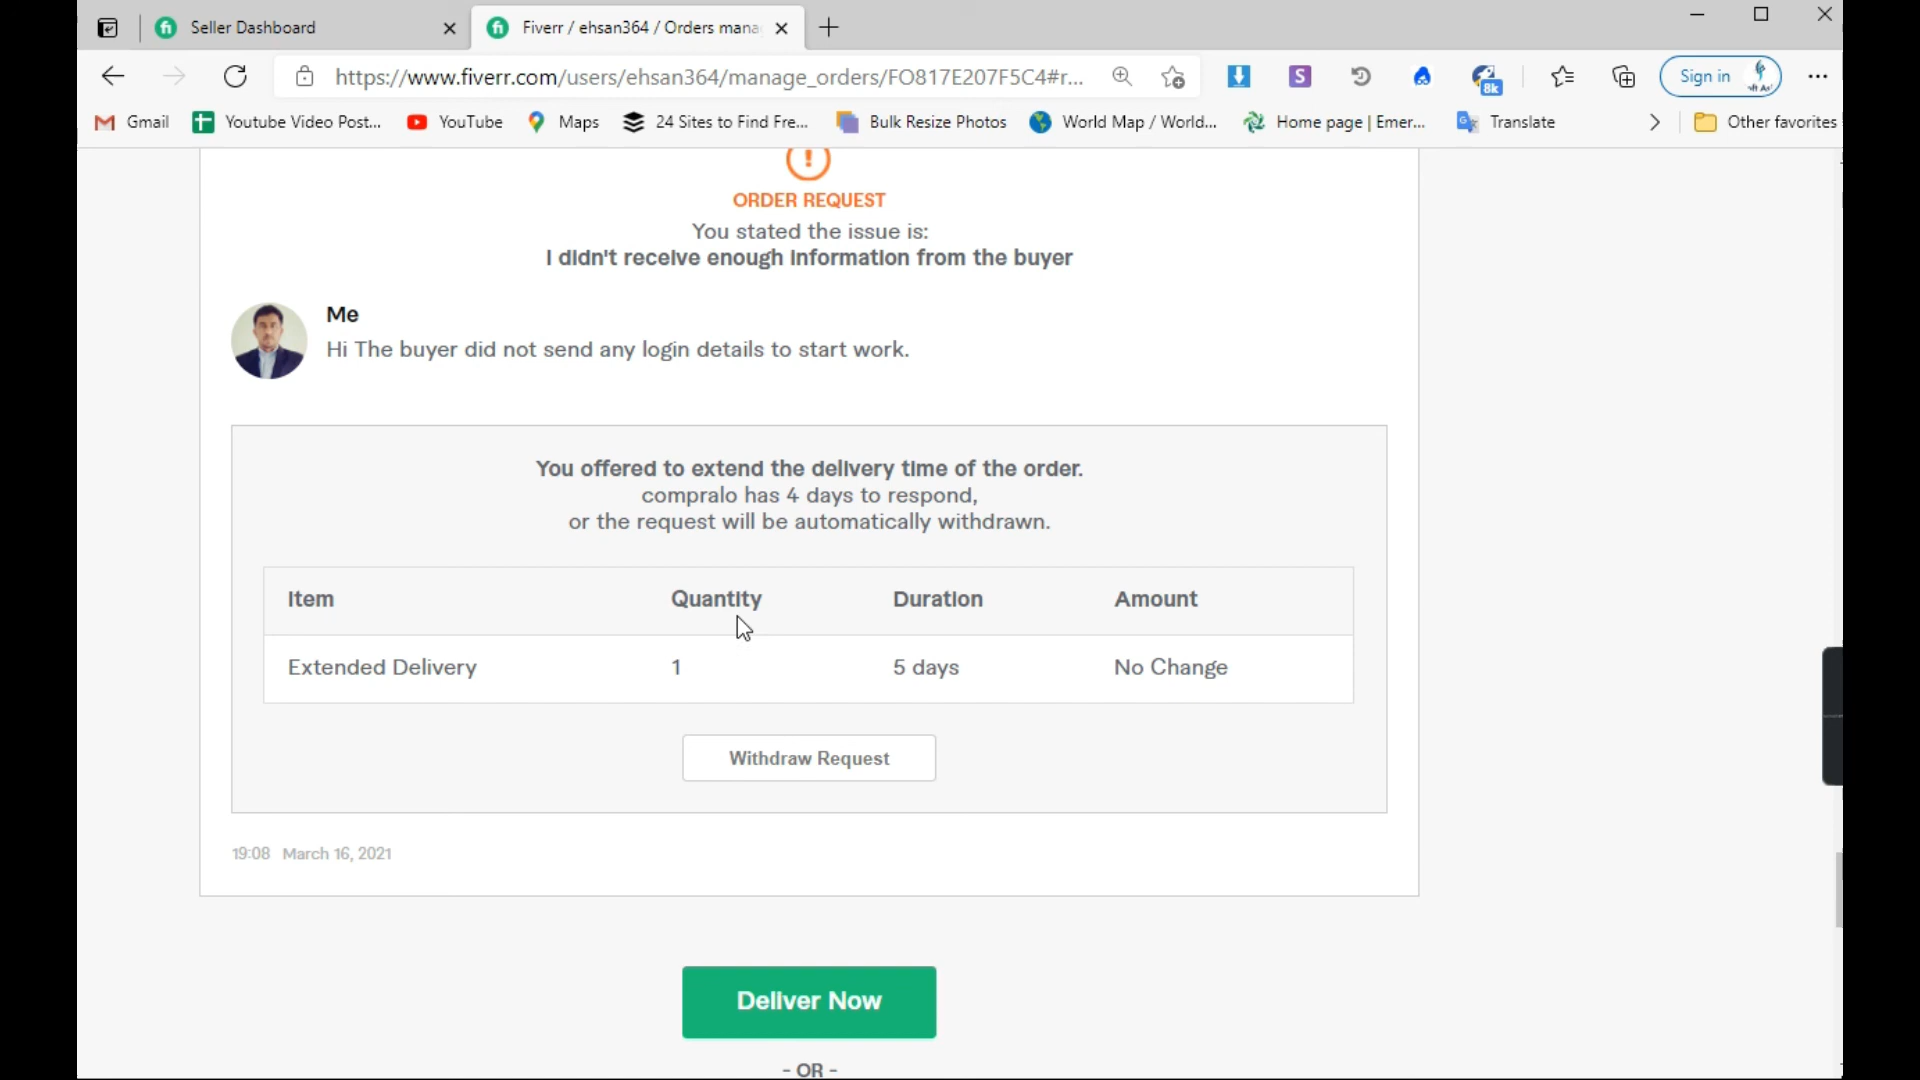 Seller Dashboard
Fiverr / ehsan364 / Orders mana
https://www.fiverr.com/users/ehsan364/manage_orders/FO817E207F5C4#r...
S
8k
Sign in
Gmail
Youtube Video Post...
YouTube
Maps
24 Sites to Find Fre...
Bulk Resize Photos
World Map / World...
Home page | Emer...
Translate
Other favorites
ORDER REQUEST
You stated the issue is:
I didn't receive enough information from the buyer
Me
Hi The buyer did not send any login details to start work.
You offered to extend the delivery time of the order.
compralo has 4 days to respond,
or the request will be automatically withdrawn.
Item Quantity Duration Amount
Extended Delivery 1 5 days No Change
Withdraw Request
19:08 March 16, 2021
Deliver Now
- OR -